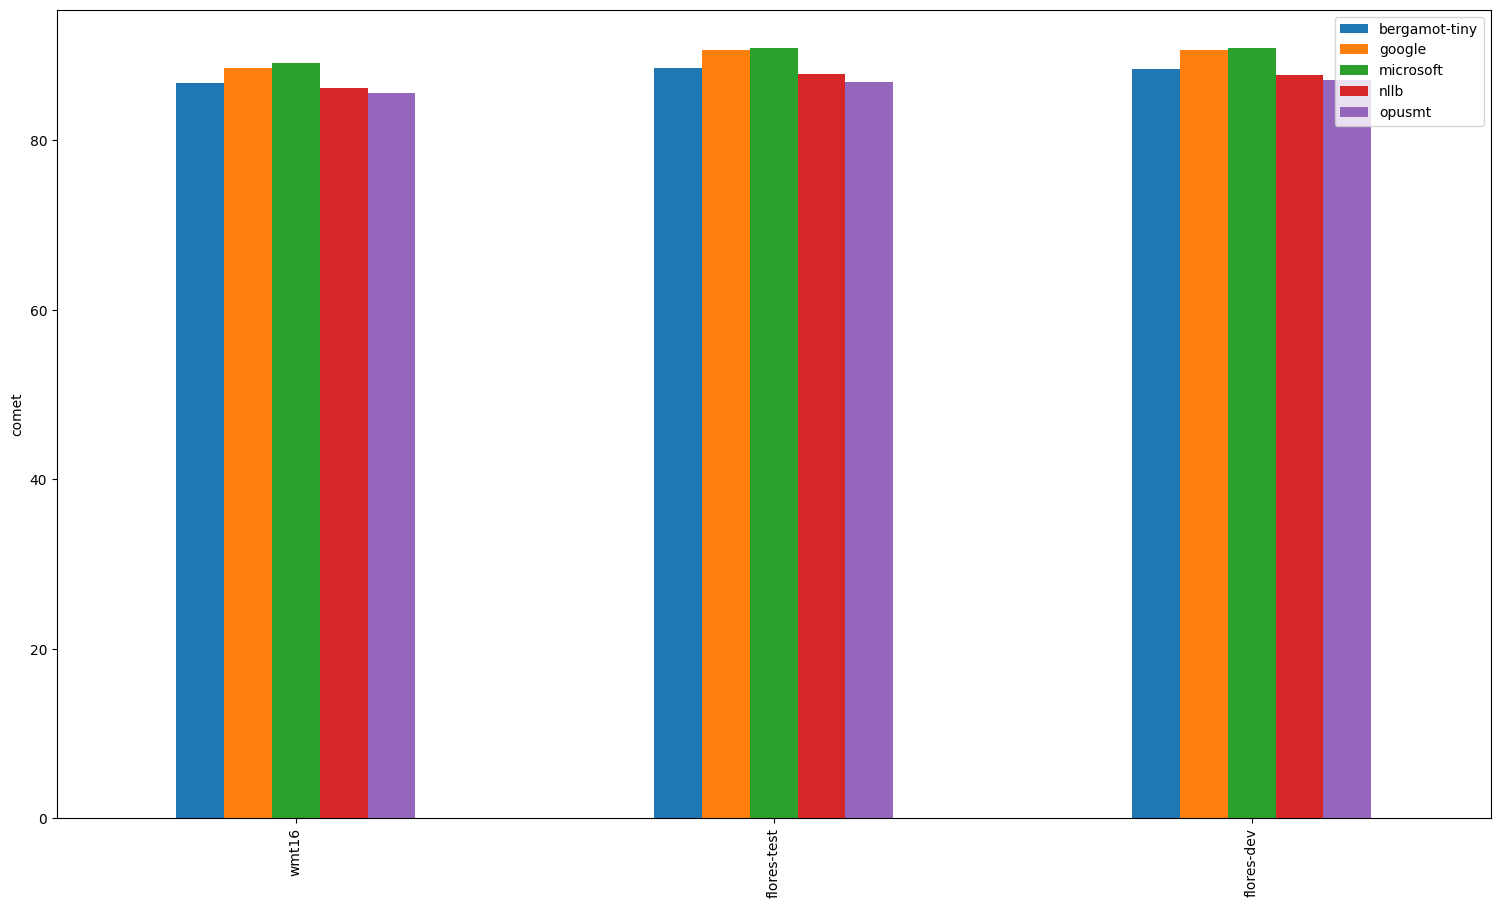 bergamot-tiny
google
microsoft
nllb
opusmt
comet
80
60
40
20
0
wmt16
flores-test
flores-dev